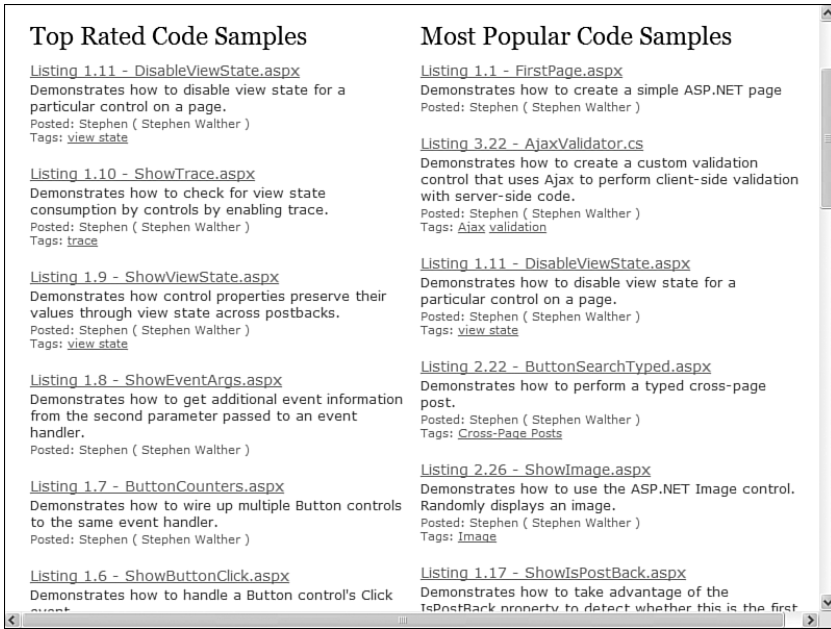 Top Rated Code Samples
Listing 1.11 - DisableViewState.aspx
Demonstrates how to disable view state for a
particular control on a page.
Posted: Stephen ( Stephen Walther )
Tags: view state
Listing 1.10 - ShowTrace.aspx
Demonstrates how to check for view state
consumption by controls by enabling trace.
Posted: Stephen ( Stephen Walther )
Tags: trace
Listing 1.9 - ShowViewState.aspx
Demonstrates how control properties preserve their
values through view state across postbacks.
Posted: Stephen ( Stephen Walther )
Tags: view state
Listing 1.8 - ShowEventArgs.aspx
Demonstrates how to get additional event information
from the second parameter passed to an event
handler.
Posted: Stephen ( Stephen Walther )
Listing 1.7 - ButtonCounters.aspx
Demonstrates how to wire up multiple Button controls
to the same event handler.
Posted: Stephen ( Stephen Walther )
Listing 1.6 - ShowButtonClick.aspx
Demonstrates how to handle a Button control's Click
event.
Most Popular Code Samples
Listing 1.1 - FirstPage.aspx
Demonstrates how to create a simple ASP.NET page
Posted: Stephen ( Stephen Walther )
Listing 3.22 - AjaxValidator.cs
Demonstrates how to create a custom validation
control that uses Ajax to perform client-side validation
with server-side code.
Posted: Stephen ( Stephen Walther )
Tags: Ajax validation
Listing 1.11 - DisableViewState.aspx
Demonstrates how to disable view state for a
particular control on a page.
Posted: Stephen ( Stephen Walther )
Tags: view state
Listing 2.22 - ButtonSearchTyped.aspx
Demonstrates how to perform a typed cross-page
post.
Posted: Stephen ( Stephen Walther )
Tags: Cross-Page Posts
Listing 2.26 - ShowImage.aspx
Demonstrates how to use the ASP.NET Image control.
Randomly displays an image.
Posted: Stephen ( Stephen Walther )
Tags: Image
Listing 1.17 - ShowIsPostBack.aspx
Demonstrates how to take advantage of the
IsPostBack property to detect whether this is the first